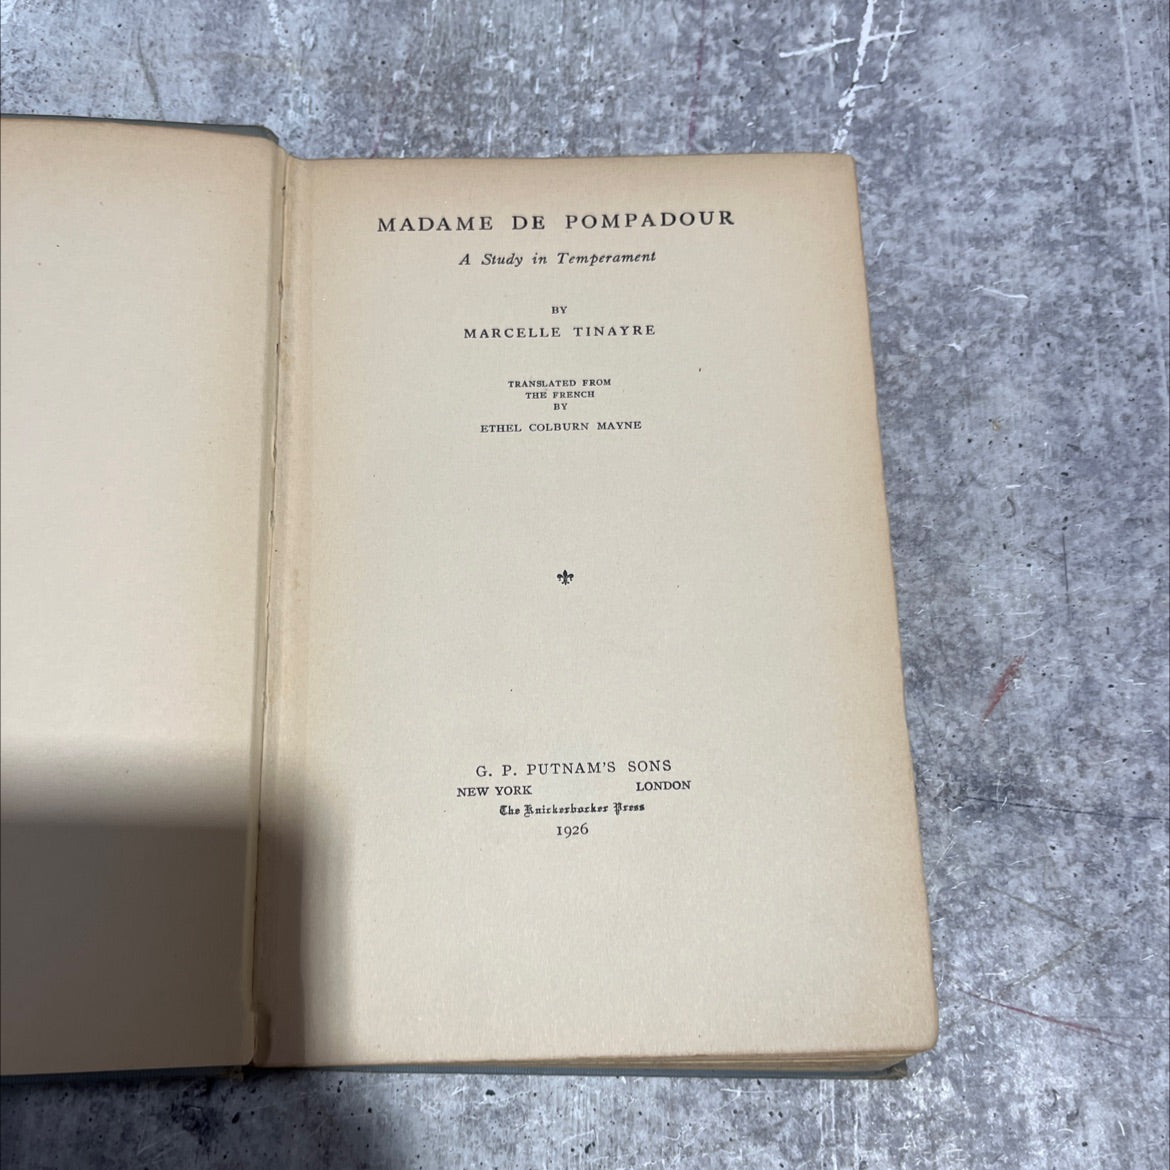 MADAME DE POMPADOUR
A Study in Temperament
BY
MARCELLE TINAYRE
TRANSLATED FROM
THE FRENCH
BY
ETHEL COLBURN MAYNE
G. P. PUTNAM'S SONS
NEW YORK LONDON
The Knickerbocker Press
1926